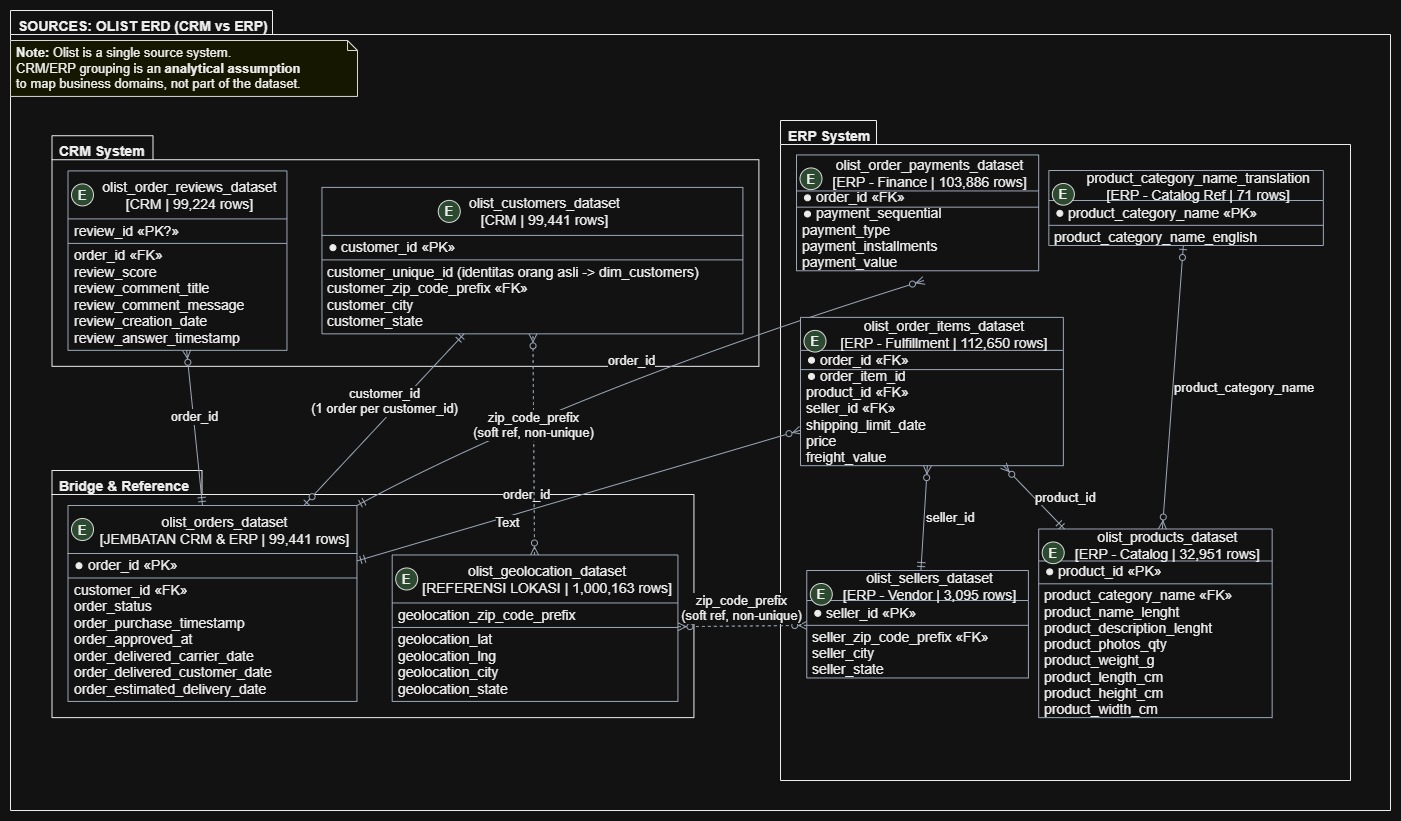 SOURCES: OLIST ERD (CRM vs ERP)
Note: Olist is a single source system.
CRM/ERP grouping is an analytical assumption
to map business domains, not part of the dataset.
CRM System
E
olist_order_reviews_dataset
[CRM | 99,224 rows]
review_id «PK?»
order_id «FK»
review_score
review_comment_title
review_comment_message
review_creation_date
review_answer_timestamp
E
olist_customers_dataset
[CRM | 99,441 rows]
customer_id «PK»
customer_unique_id (identitas orang asli -> dim_customers)
customer_zip_code_prefix «FK»
customer_city
customer_state
ERP System
E
olist_order_payments_dataset
[ERP - Finance | 103,886 rows]
order_id «FK»
payment_sequential
payment_type
payment_installments
payment_value
E
product_category_name_translation
[ERP - Catalog Ref | 71 rows]
product_category_name «PK»
product_category_name_english
E
olist_order_items_dataset
[ERP - Fulfillment | 112,650 rows]
order_id «FK»
order_item_id
product_id «FK»
seller_id «FK»
shipping_limit_date
price
freight_value
order_id
customer_id
(1 order per customer_id)
order_id
zip_code_prefix
(soft ref, non-unique)
product_category_name
order_id
Text
seller_id
product_id
Bridge & Reference
E
olist_orders_dataset
[JEMBATAN CRM & ERP | 99,441 rows]
order_id «PK»
customer_id «FK»
order_status
order_purchase_timestamp
order_approved_at
order_delivered_carrier_date
order_delivered_customer_date
order_estimated_delivery_date
E
olist_geolocation_dataset
[REFERENSI LOKASI | 1,000,163 rows]
geolocation_zip_code_prefix
geolocation_lat
geolocation_lng
geolocation_city
geolocation_state
zip_code_prefix
(soft ref, non-unique)
E
olist_sellers_dataset
[ERP - Vendor | 3,095 rows]
seller_id «PK»
seller_zip_code_prefix «FK»
seller_city
seller_state
E
olist_products_dataset
[ERP - Catalog | 32,951 rows]
product_id «PK»
product_category_name «FK»
product_name_lenght
product_description_lenght
product_photos_qty
product_weight_g
product_length_cm
product_height_cm
product_width_cm